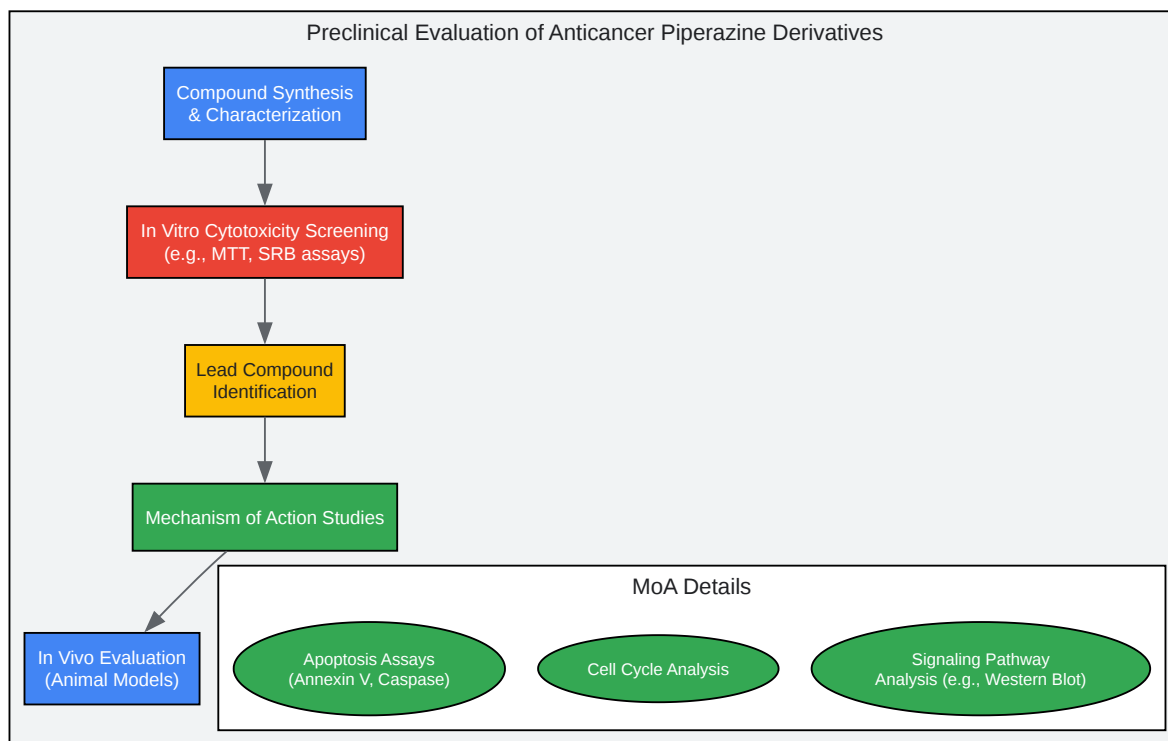 Preclinical Evaluation of Anticancer Piperazine Derivatives
Compound Synthesis
& Characterization
In Vitro Cytotoxicity Screening
(e.g., MTT, SRB assays)
Lead Compound
Identification
Mechanism of Action Studies
In Vivo Evaluation
(Animal Models)
MoA Details
Apoptosis Assays
(Annexin V, Caspase)
Cell Cycle Analysis
Signaling Pathway
Analysis (e.g., Western Blot)